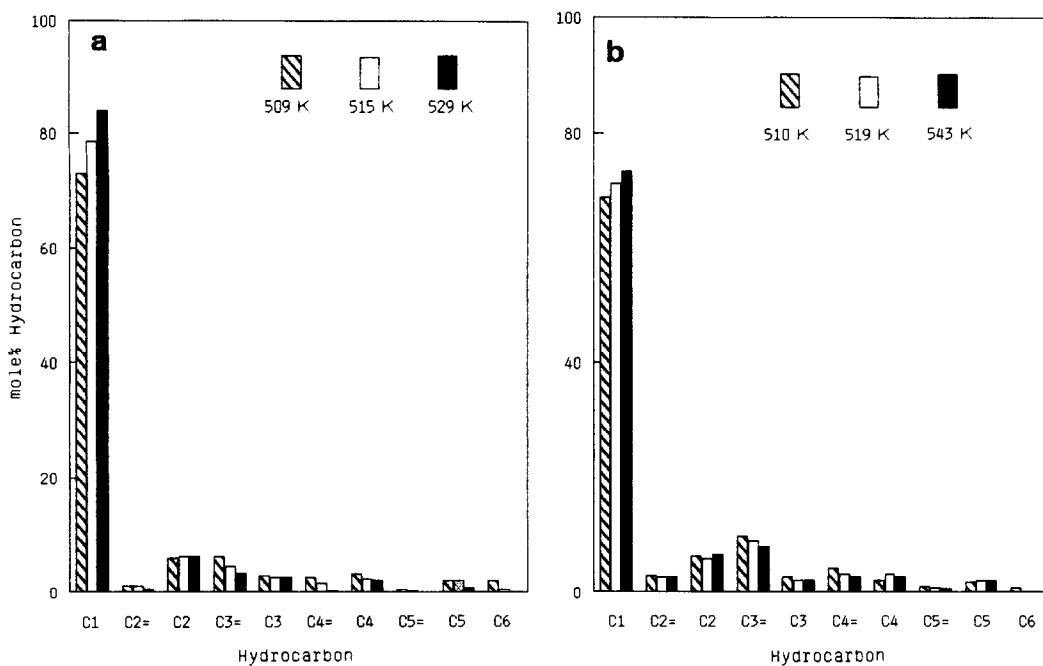 a
509 K 515 K 529 K
100
80
60
40
20
0
mole% Hydrocarbon
C1 C2= C2 C3= C3 C4= C4 C5= C5 C6
Hydrocarbon
b
510 K 519 K 543 K
100
80
40
20
0
C1 C2= C2 C3= C3 C4= C4 C5= C5 C6
Hydrocarbon